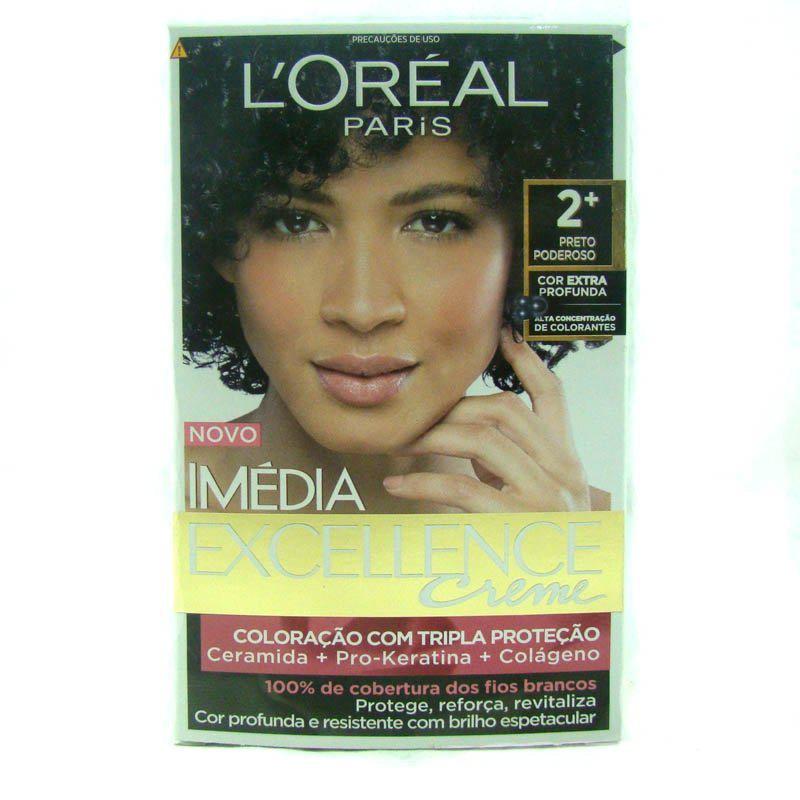 PRECAUÇÕES DE USO
L'ORÉAL
PARiS
2+
PRETO
PODEROSO
COR EXTRA
PROFUNDA
ALTA CONCENTRAÇÃO
DE COLORANTES
NOVO
IMÉDIA
EXCELLENCE
Creme
COLORAÇÃO COM TRIPLA PROTEÇÃO
Ceramida + Pro-Keratina + Colágeno
100% de cobertura dos fios brancos
Protege, reforça, revitaliza
Cor profunda e resistente com brilho espetacular